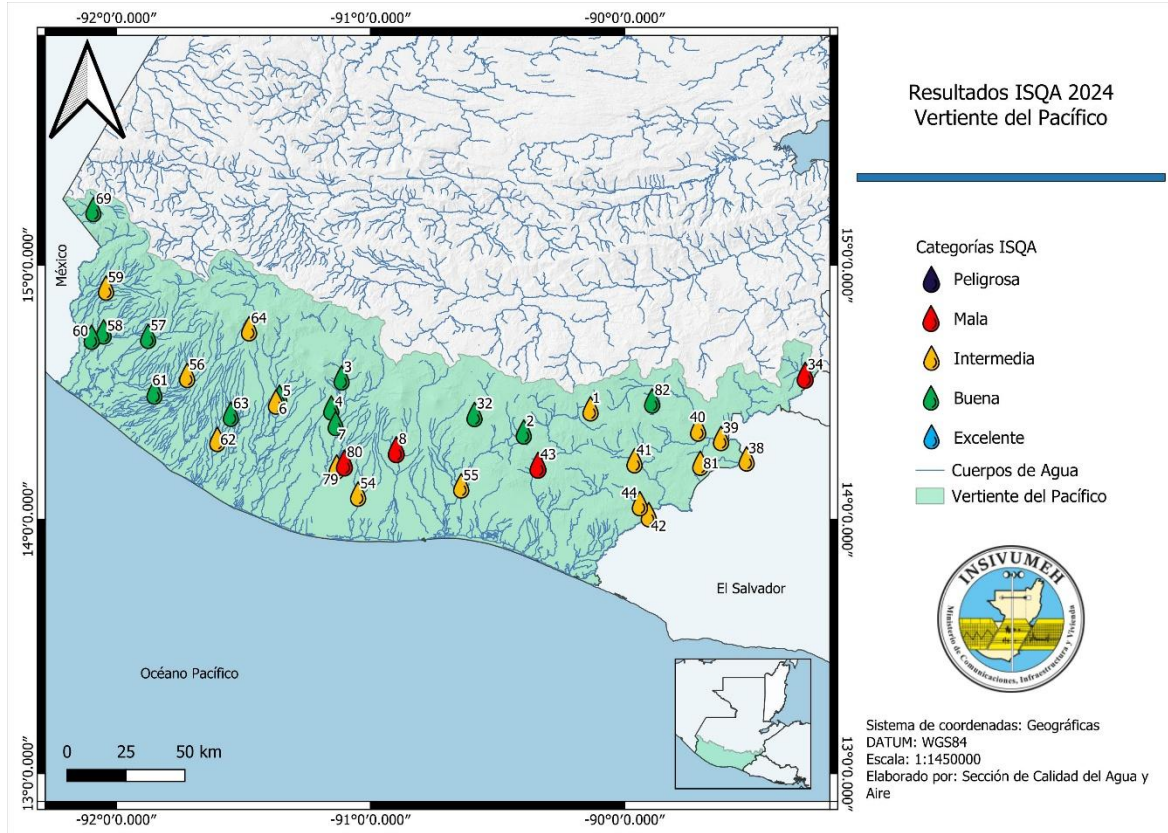 -92°0'0.000"
-91°0'0.000"
-90°0'0.000"
15°0'0.000"
14°0'0.000"
13°0'0.000"
México
69
59
60
58
57
64
61
56
63
62
5
6
3
4
7
8
80
79
54
32
2
55
43
1
82
34
40
39
38
41
81
44
42
El Salvador
Océano Pacífico
0 25 50 km
15°0'0.000"
14°0'0.000"
13°0'0.000"
-92°0'0.000"
-91°0'0.000"
-90°0'0.000"
Resultados ISQA 2024
Vertiente del Pacífico
Categorías ISQA
Peligrosa
Mala
Intermedia
Buena
Excelente
Cuerpos de Agua
Vertiente del Pacífico
INSIVUMEH
Ministerio de Comunicaciones, Infraestructura y Vivienda
Sistema de coordenadas: Geográficas
DATUM: WGS84
Escala: 1:1450000
Elaborado por: Sección de Calidad del Agua y
Aire